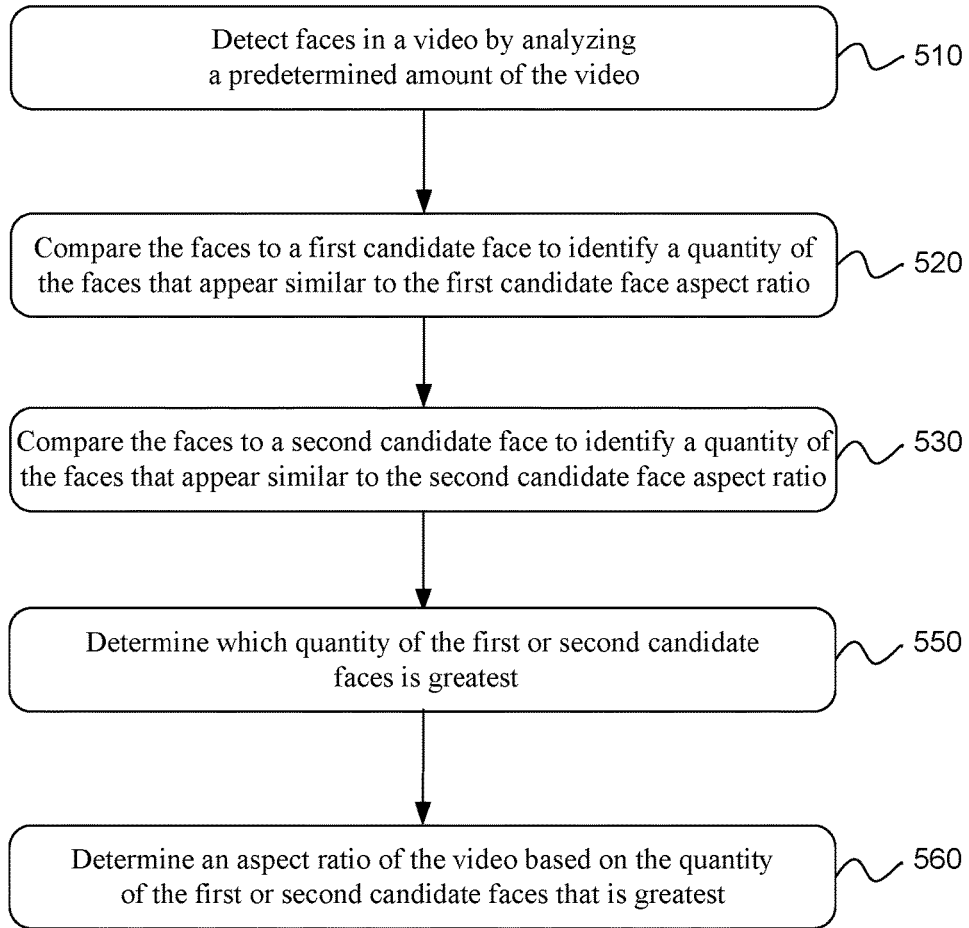 Detect faces in a video by analyzing
a predetermined amount of the video
510
Compare the faces to a first candidate face to identify a quantity of
the faces that appear similar to the first candidate face aspect ratio
520
Compare the faces to a second candidate face to identify a quantity of
the faces that appear similar to the second candidate face aspect ratio
530
Determine which quantity of the first or second candidate
faces is greatest
550
Determine an aspect ratio of the video based on the quantity
of the first or second candidate faces that is greatest
560